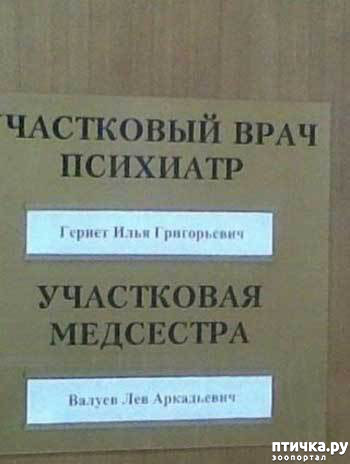 УЧАСТКОВЫЙ ВРАЧ
ПСИХИАТР
Гернет Илья Григорьевич
УЧАСТКОВАЯ
МЕДСЕСТРА
Валуев Лев Аркадьевич
птичка.ру
зоопортал